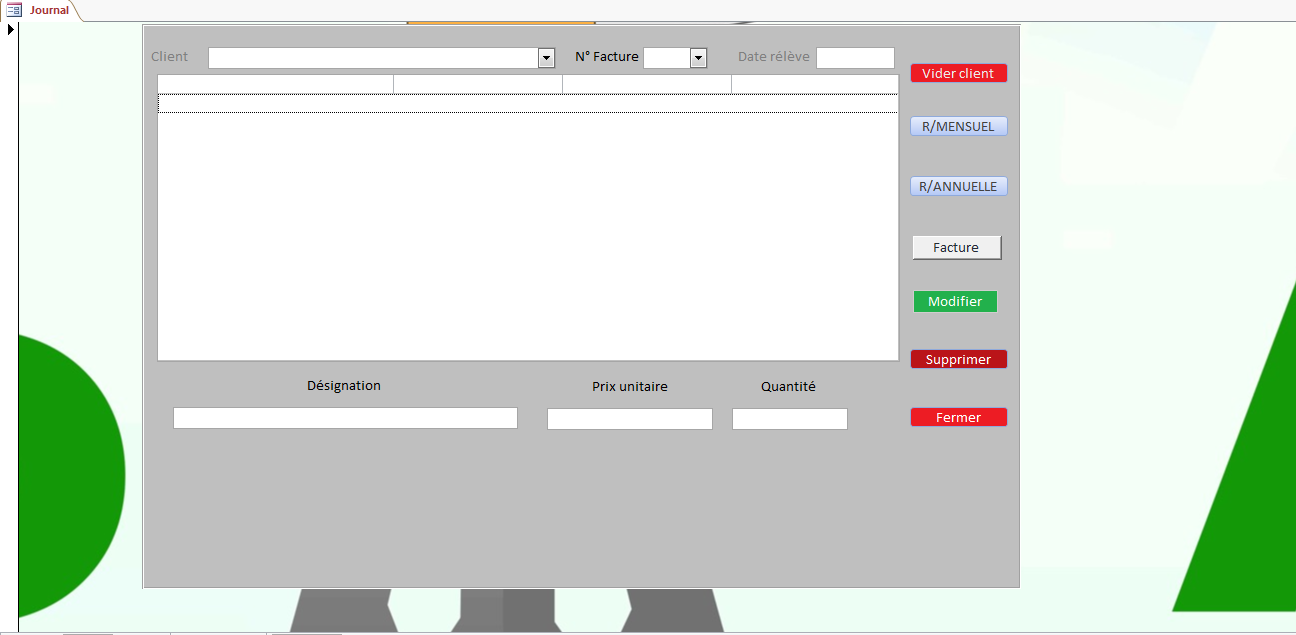 Journal
Client
N° Facture
Date rélève
Vider client
R/MENSUEL
R/ANNUELLE
Facture
Modifier
Supprimer
Désignation
Prix unitaire
Quantité
Fermer